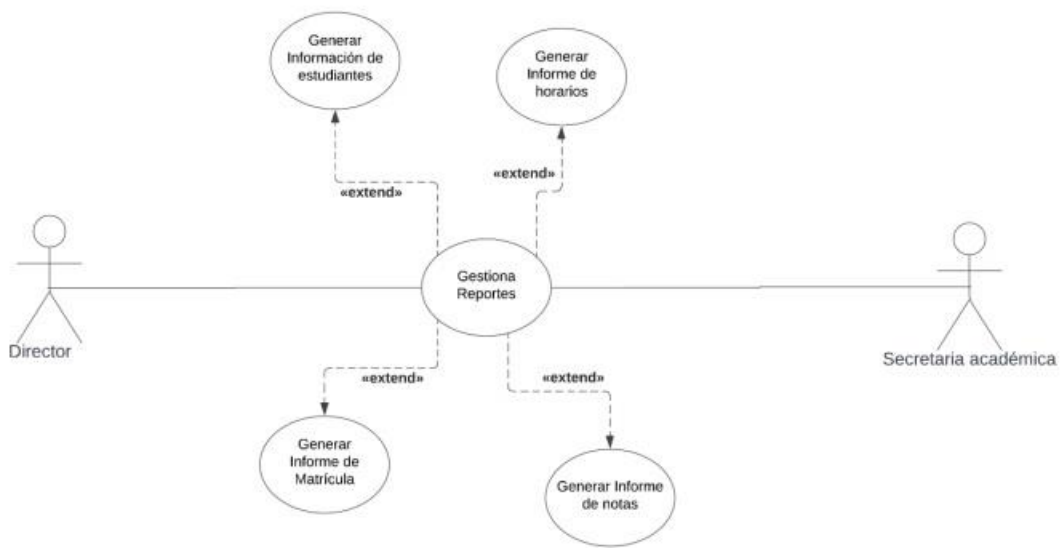 Generar
Información de
estudiantes
Generar
Informe de
horarios
«extend»
«extend»
Gestiona
Reportes
Director
Secretaria académica
«extend»
«extend»
Generar
Informe de
Matrícula
Generar Informe
de notas